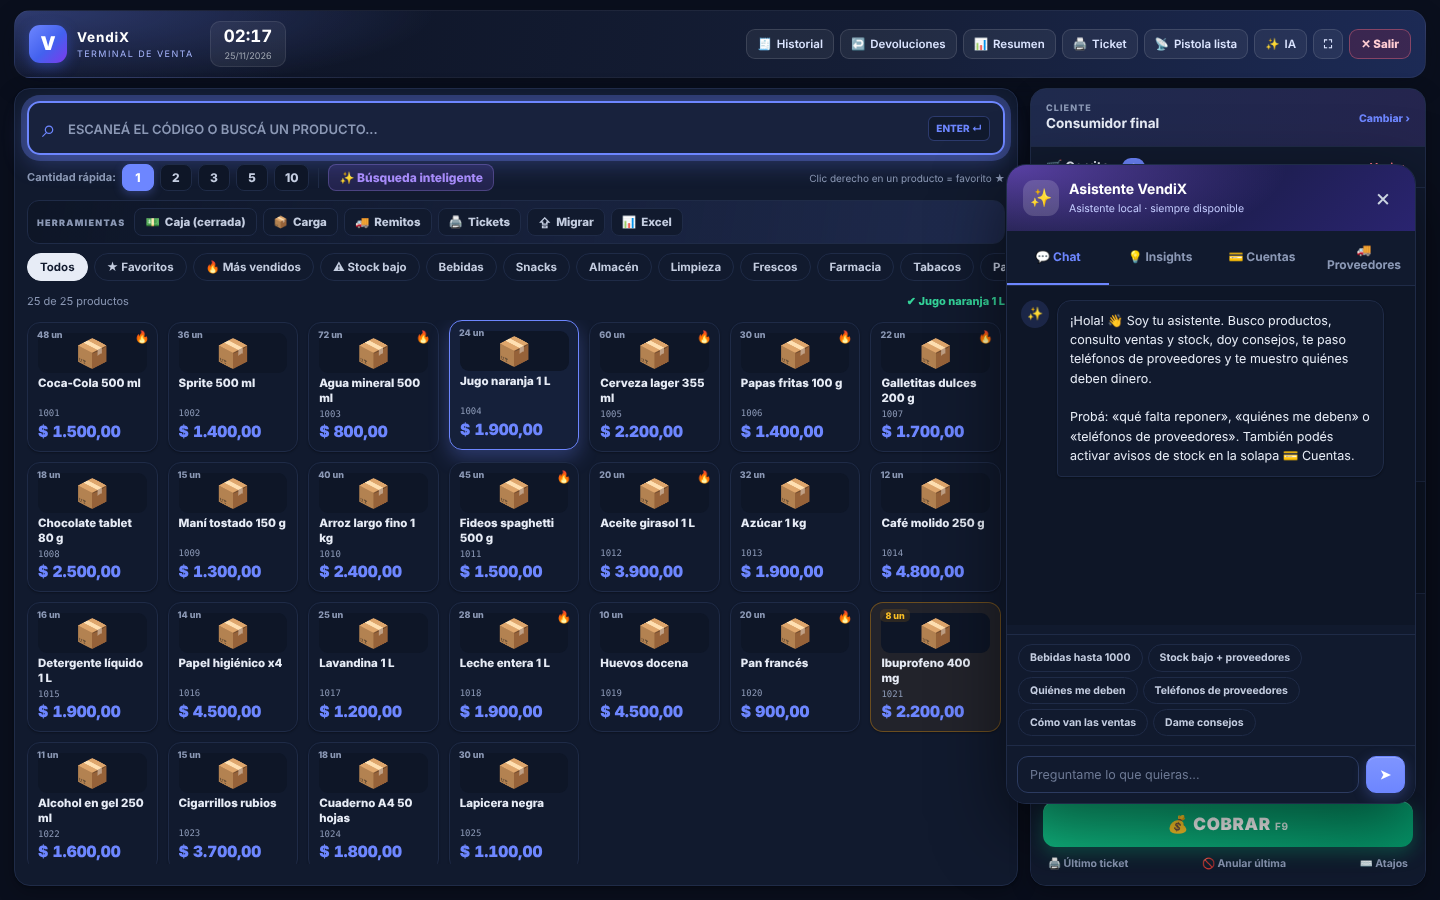 V
VendiX
TERMINAL DE VENTA
02:17
25/11/2026
Historial
Devoluciones
Resumen
Ticket
Pistola lista
IA
✕ Salir
ESCANEÁ EL CÓDIGO O BUSCÁ UN PRODUCTO...
ENTER ↵
Cantidad rápida:
1
2
3
5
10
✨ Búsqueda inteligente
Clic derecho en un producto = favorito ★
HERRAMIENTAS
Caja (cerrada)
Carga
Remitos
Tickets
Migrar
Excel
Todos
★ Favoritos
🔥 Más vendidos
⚠ Stock bajo
Bebidas
Snacks
Almacén
Limpieza
Frescos
Farmacia
Tabacos
25 de 25 productos
✔ Jugo naranja 1 L
48 un
Coca-Cola 500 ml
1001
$ 1.500,00
36 un
Sprite 500 ml
1002
$ 1.400,00
72 un
Agua mineral 500
ml
1003
$ 800,00
24 un
Jugo naranja 1 L
1004
$ 1.900,00
60 un
Cerveza lager 355
ml
1005
$ 2.200,00
30 un
Papas fritas 100 g
1006
$ 1.400,00
22 un
Galletitas dulces
200 g
1007
$ 1.700,00
18 un
Chocolate tablet
80 g
1008
$ 2.500,00
15 un
Maní tostado 150 g
1009
$ 1.300,00
40 un
Arroz largo fino 1
kg
1010
$ 2.400,00
45 un
Fideos spaghetti
500 g
1011
$ 1.500,00
20 un
Aceite girasol 1 L
1012
$ 3.900,00
32 un
Azúcar 1 kg
1013
$ 1.900,00
12 un
Café molido 250 g
1014
$ 4.800,00
16 un
Detergente líquido
1 L
1015
$ 1.900,00
14 un
Papel higiénico x4
1016
$ 4.500,00
25 un
Lavandina 1 L
1017
$ 1.200,00
28 un
Leche entera 1 L
1018
$ 1.900,00
10 un
Huevos docena
1019
$ 4.500,00
20 un
Pan francés
1020
$ 900,00
8 un
Ibuprofeno 400
mg
1021
$ 2.200,00
11 un
Alcohol en gel 250
ml
1022
$ 1.600,00
15 un
Cigarrillos rubios
1023
$ 3.700,00
18 un
Cuaderno A4 50
hojas
1024
$ 1.800,00
30 un
Lapicera negra
1025
$ 1.100,00
CLIENTE
Consumidor final
Cambiar ›
Asistente VendiX
Asistente local · siempre disponible
✕
💬 Chat
💡 Insights
💳 Cuentas
🚚
Proveedores
¡Hola! 👋 Soy tu asistente. Busco productos,
consulto ventas y stock, doy consejos, te paso
teléfonos de proveedores y te muestro quiénes
deben dinero.
Probá: «qué falta reponer», «quiénes me deben» o
«teléfonos de proveedores». También podés
activar avisos de stock en la solapa 💳 Cuentas.
Bebidas hasta 1000
Stock bajo + proveedores
Quiénes me deben
Teléfonos de proveedores
Cómo van las ventas
Dame consejos
Preguntame lo que quieras...
💰 COBRAR F9
Último ticket
Anular última
Atajos